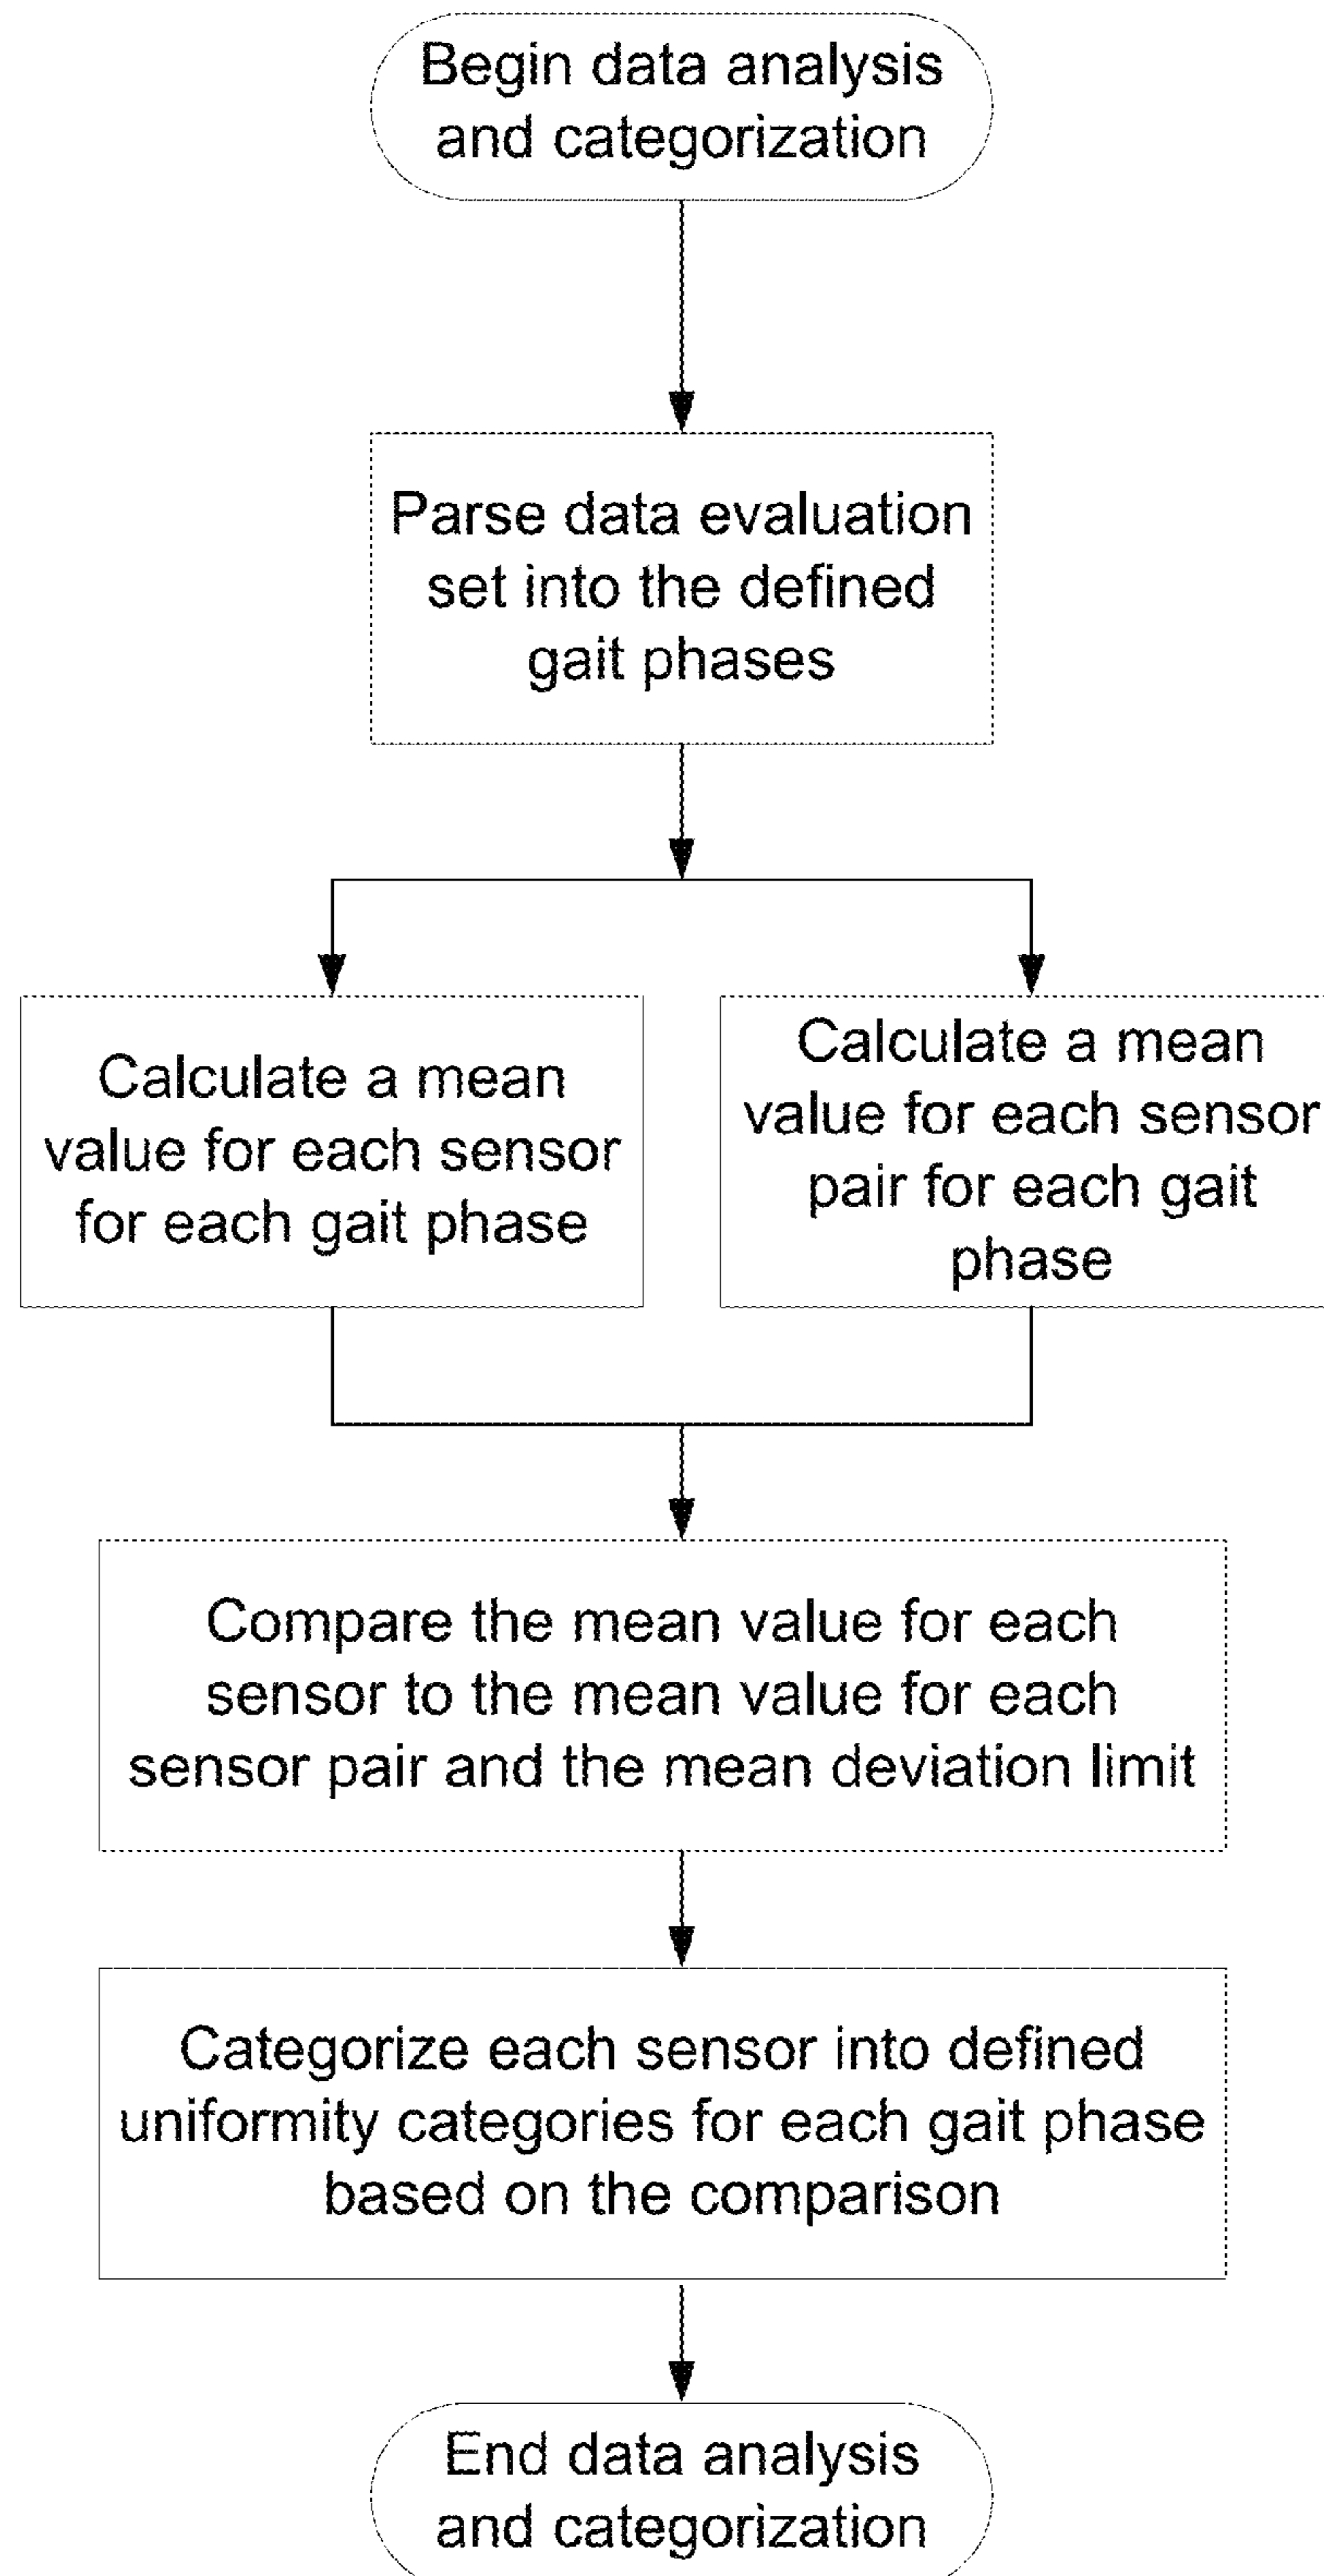 Begin data analysis
and categorization
Parse data evaluation
set into the defined
gait phases
Calculate a mean
value for each sensor
for each gait phase
Calculate a mean
value for each sensor
pair for each gait
phase
Compare the mean value for each
sensor to the mean value for each
sensor pair and the mean deviation limit
Categorize each sensor into defined
uniformity categories for each gait phase
based on the comparison
End data analysis
and categorization